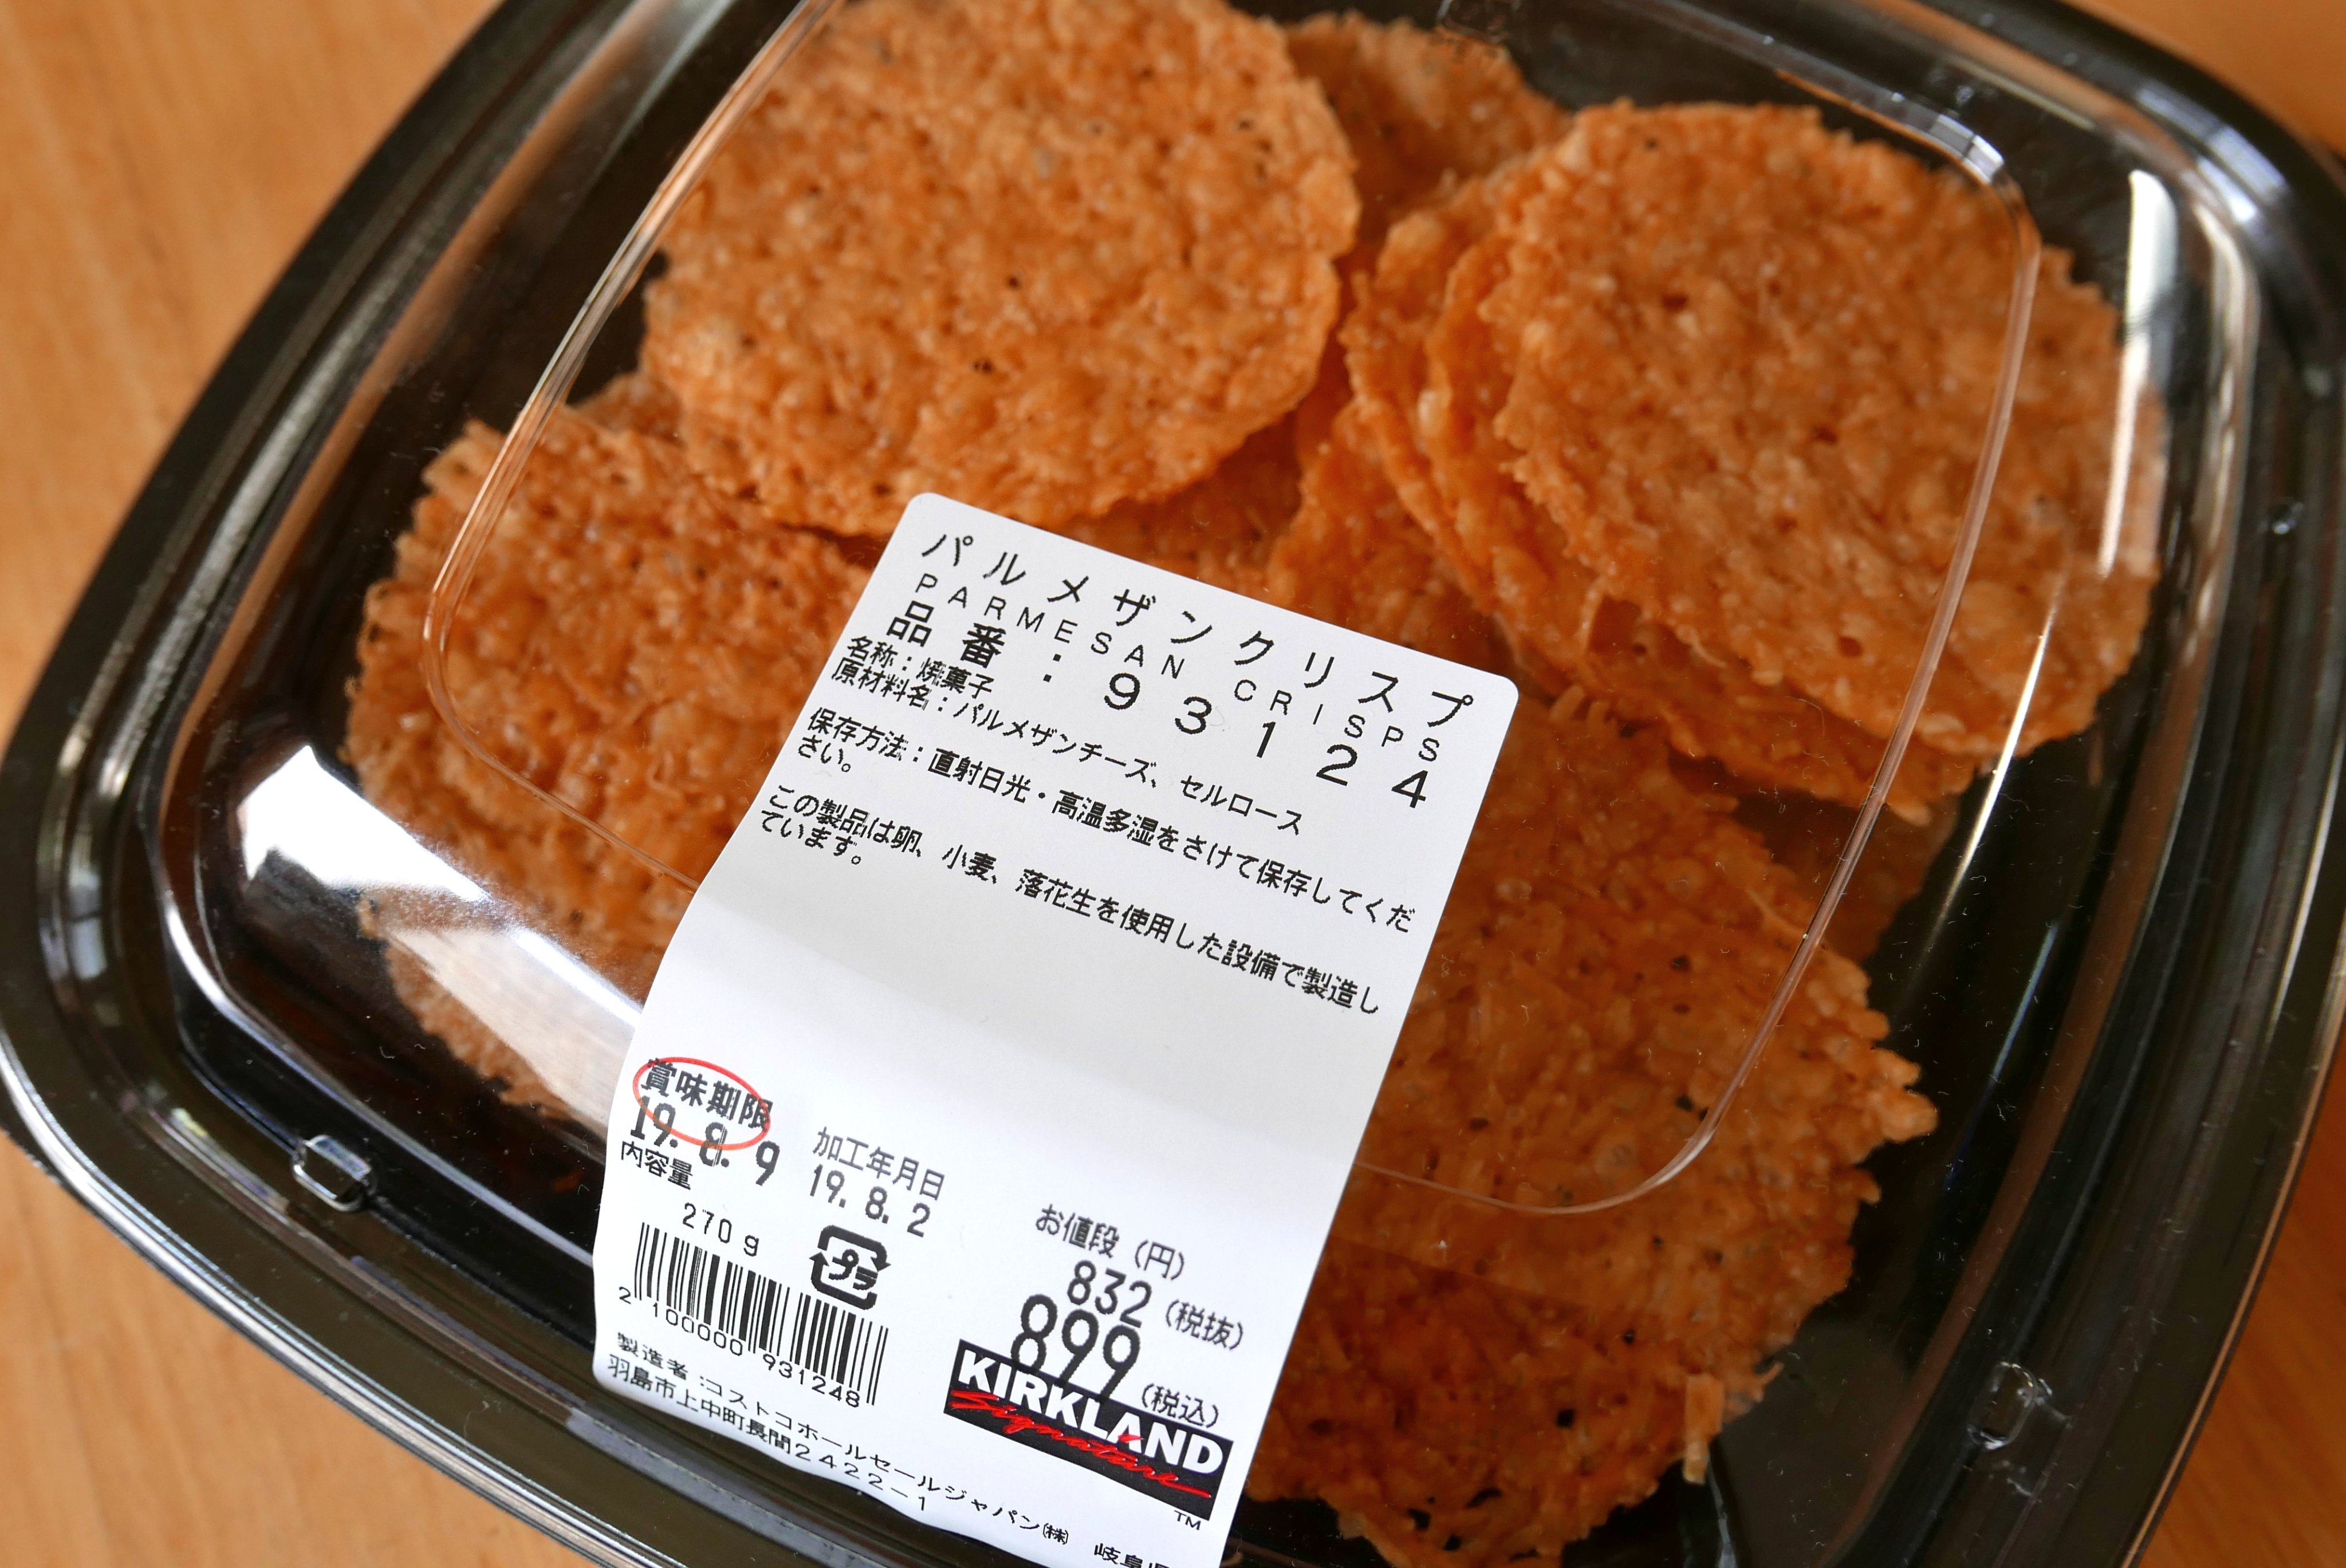 パルメザンクリスプ
PARMESAN CRISPS
品番：93124
名称：焼菓子
原材料名：パルメザンチーズ、セルロース
保存方法：直射日光・高温多湿をさけて保存してくだ
さい。
この製品は卵、小麦、落花生を使用した設備で製造し
ています。
賞味期限
19. 8. 9
加工年月日
19. 8. 2
内容量
270g
プラ
お値段（円）
832（税抜）
899（税込）
2 100000 931248
KIRKLAND
Signature
TM
製造者：コストコホールセールジャパン㈱ 岐阜県
羽島市上中町長間2422－1